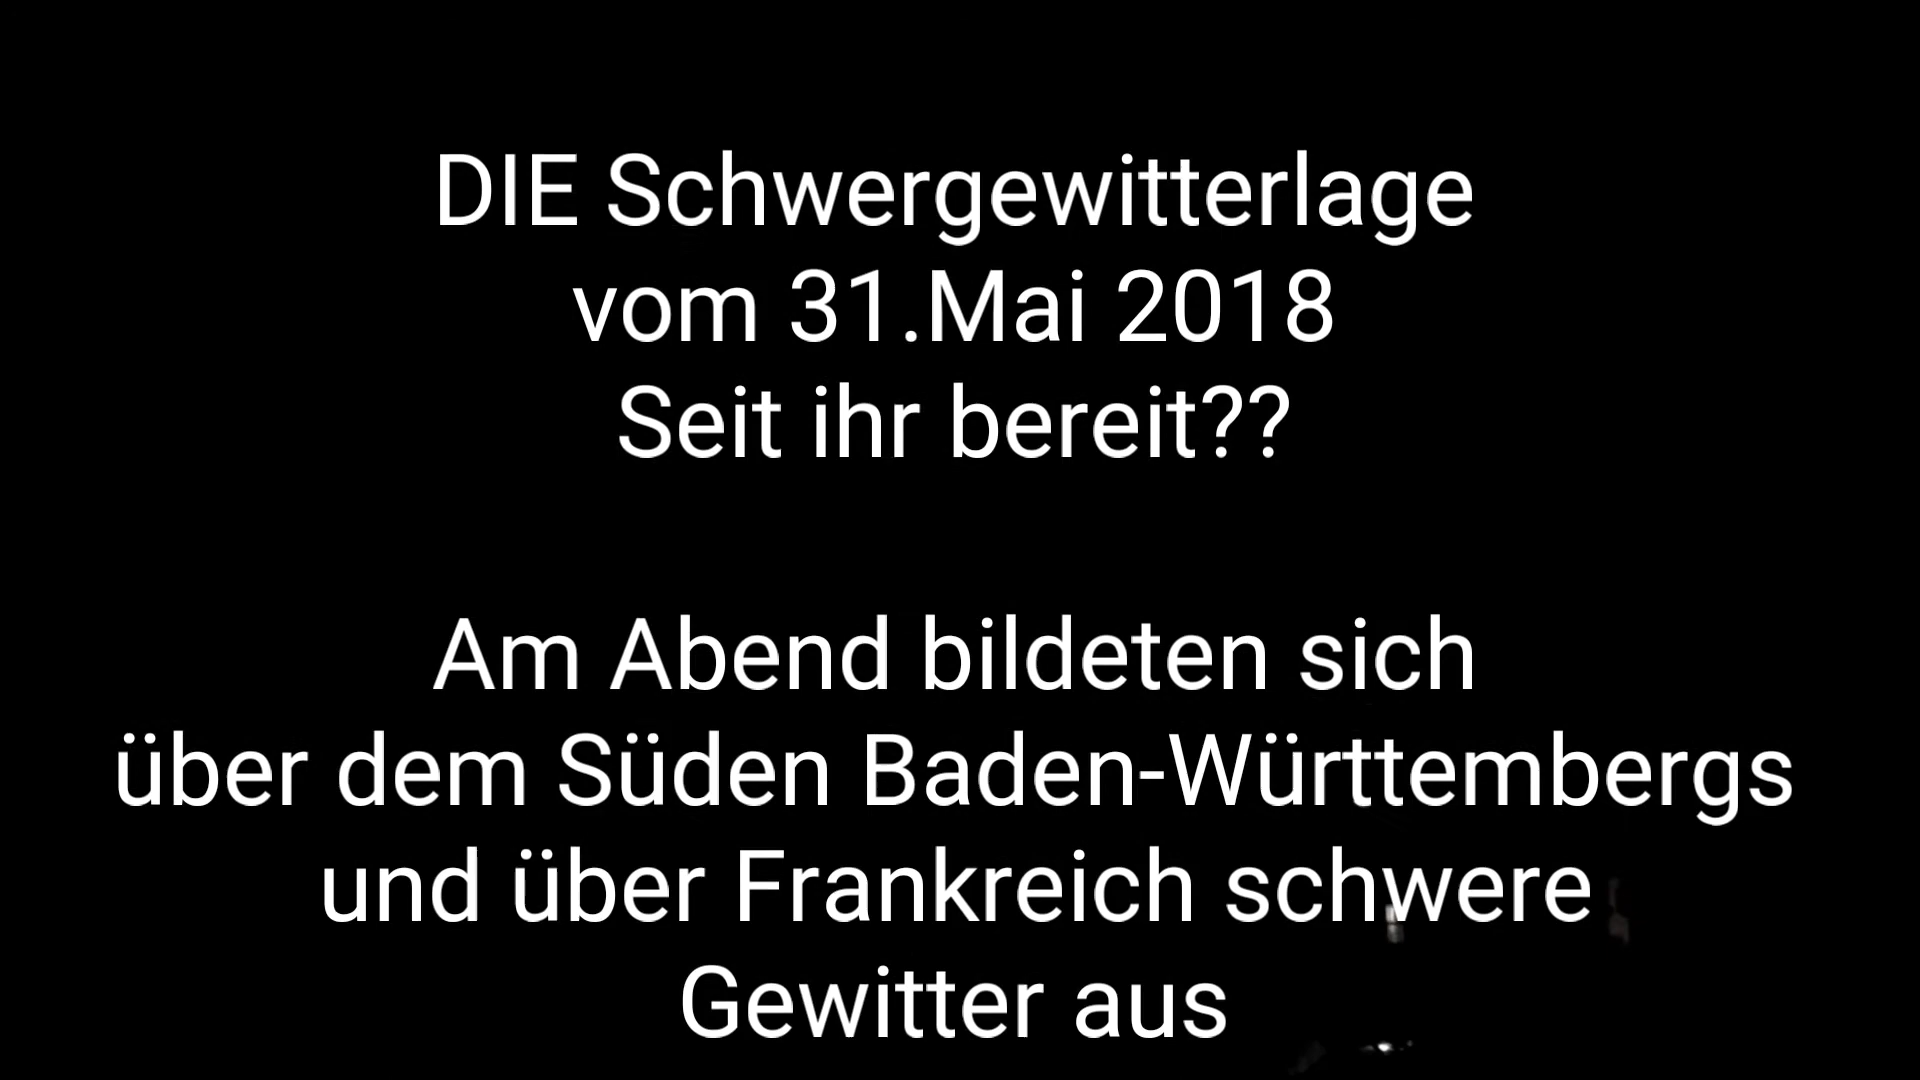 DIE Schwergewitterlage
vom 31.Mai 2018
Seit ihr bereit??
Am Abend bildeten sich
über dem Süden Baden-Württembergs
und über Frankreich schwere
Gewitter aus